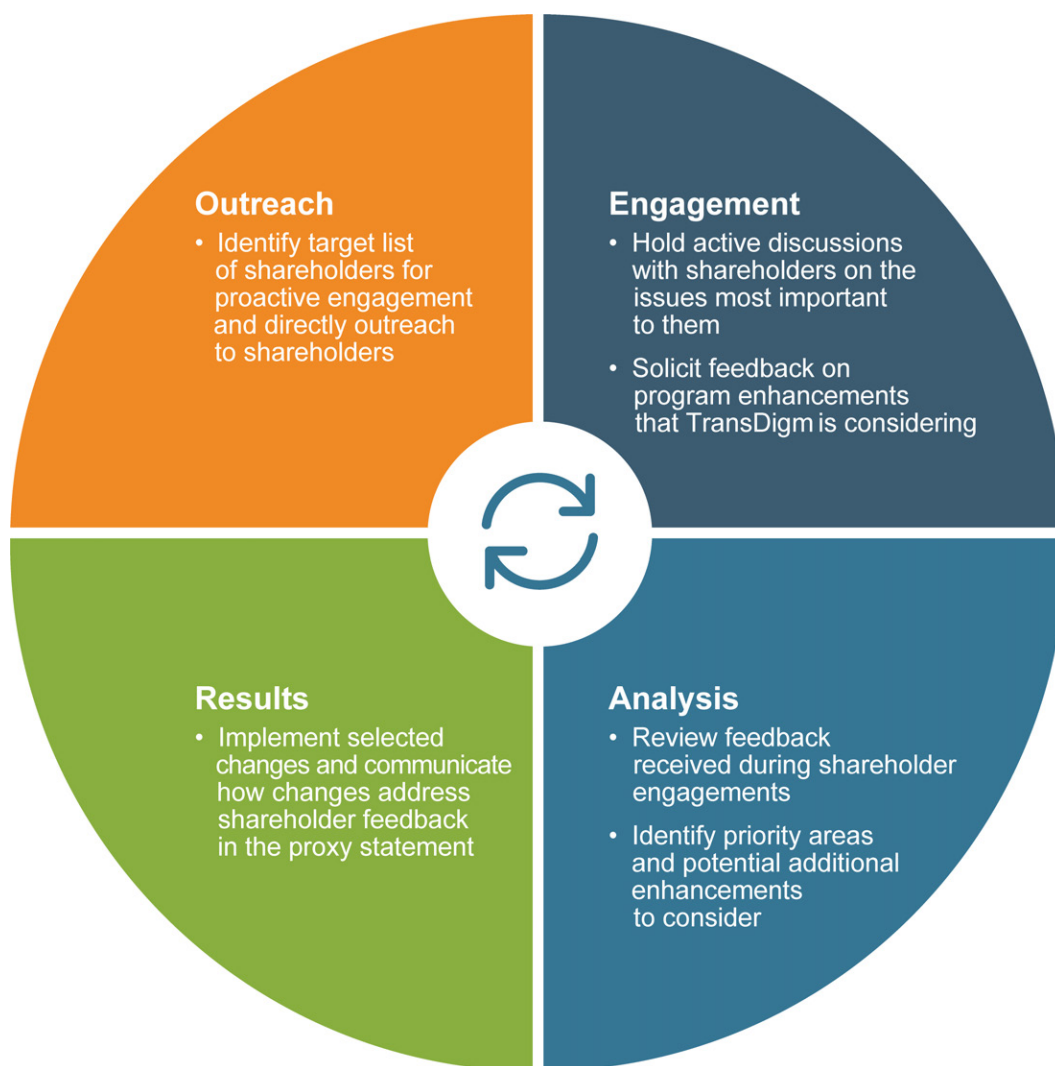 Outreach
• Identify target list
of shareholders for
proactive engagement
and directly outreach
to shareholders
Engagement
• Hold active discussions
with shareholders on the
issues most important
to them
• Solicit feedback on
program enhancements
that TransDigm is considering
Results
• Implement selected
changes and communicate
how changes address
shareholder feedback
in the proxy statement
Analysis
• Review feedback
received during shareholder
engagements
• Identify priority areas
and potential additional
enhancements
to consider